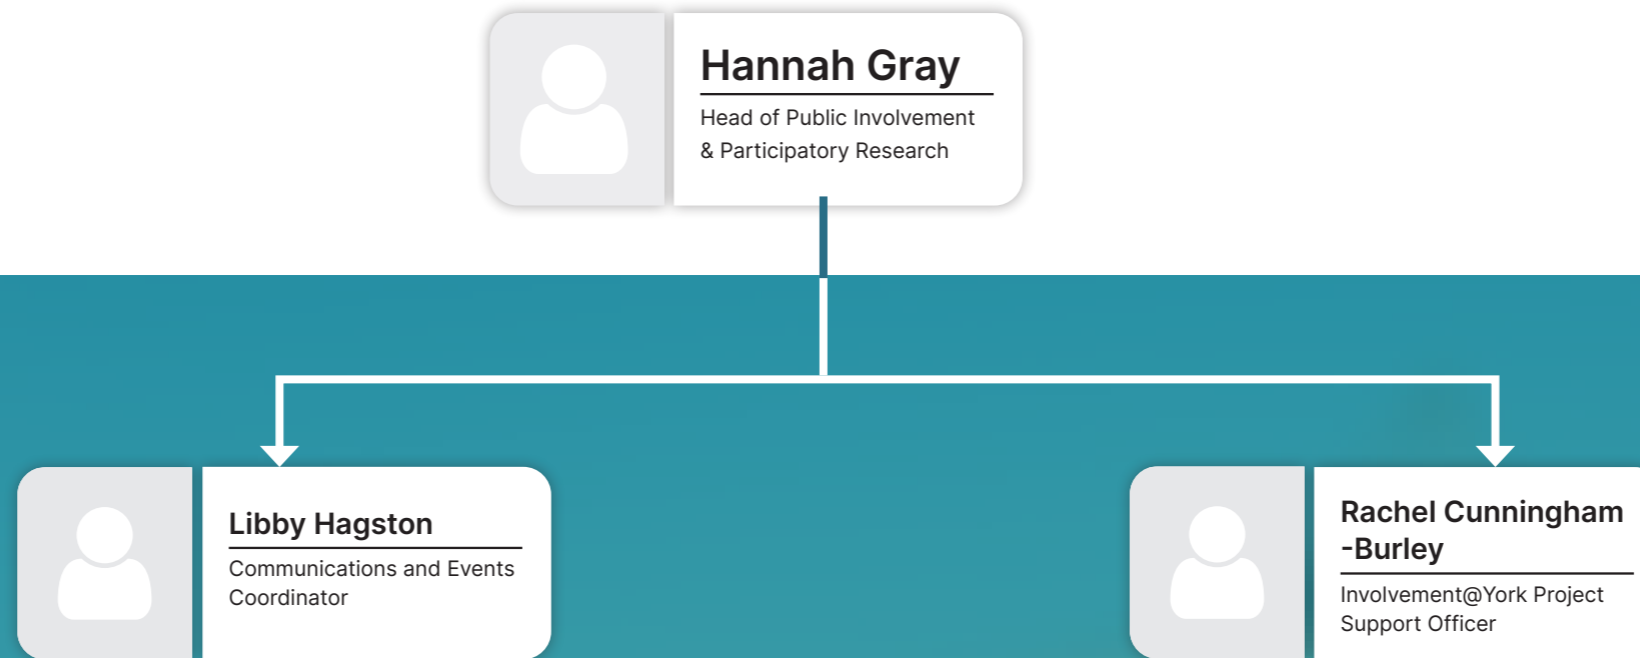 Hannah Gray
Head of Public Involvement
& Participatory Research
Libby Hagston
Communications and Events
Coordinator
Rachel Cunningham
-Burley
Involvement@York Project
Support Officer